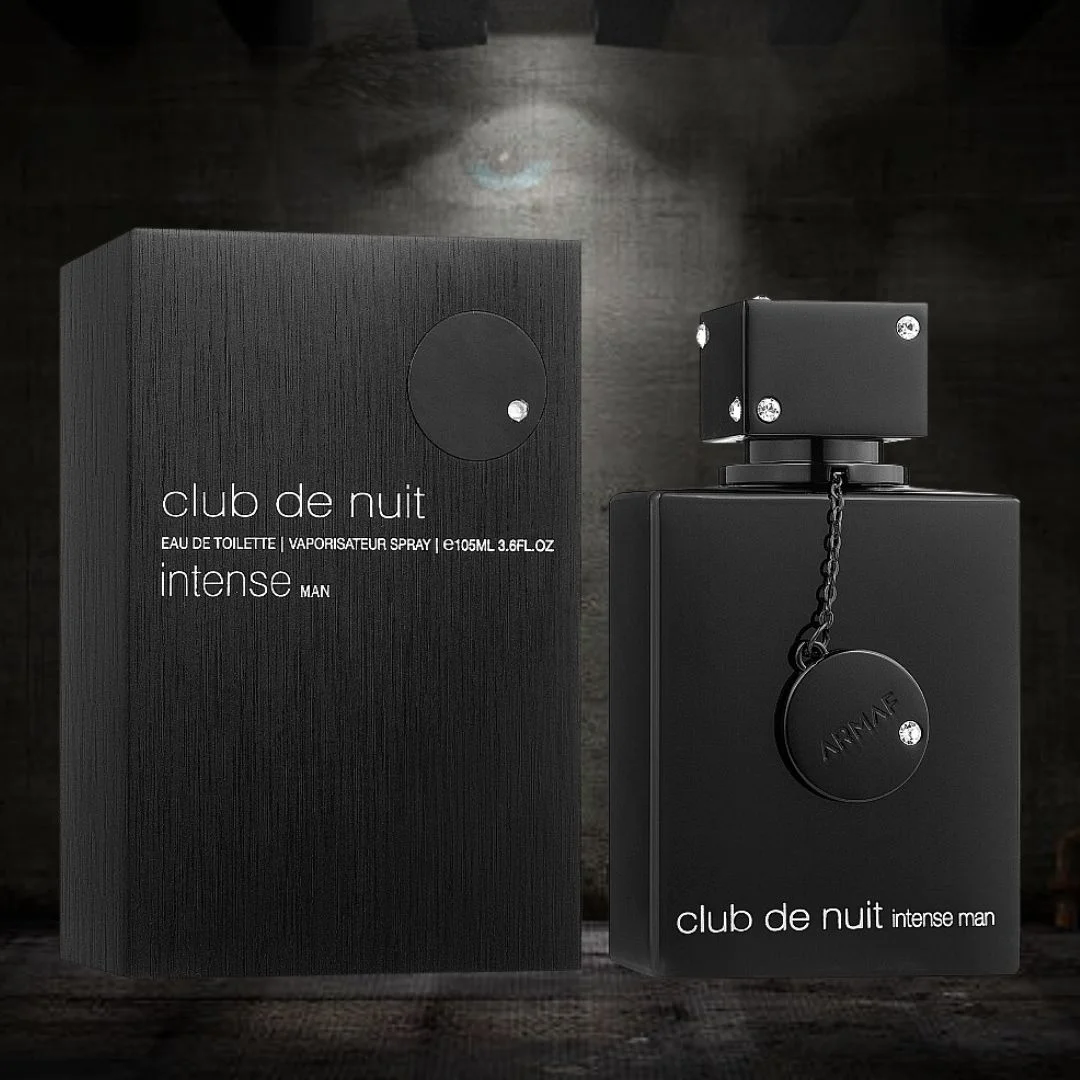 club de nuit
EAU DE TOILETTE | VAPORISATEUR SPRAY | ℮105ML 3.6FL.OZ
intense MAN
ARMAF
club de nuit intense man